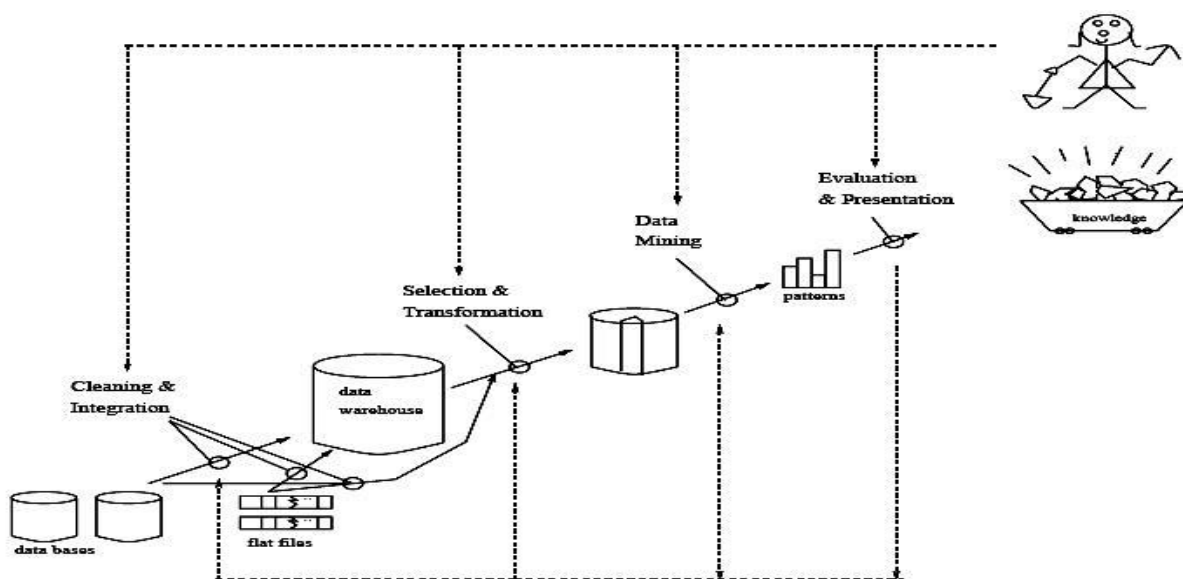 Evaluation
& Presentation
knowledge
Data
Mining
patterns
Selection &
Transformation
Cleaning &
Integration
data
warehouse
data bases
flat files